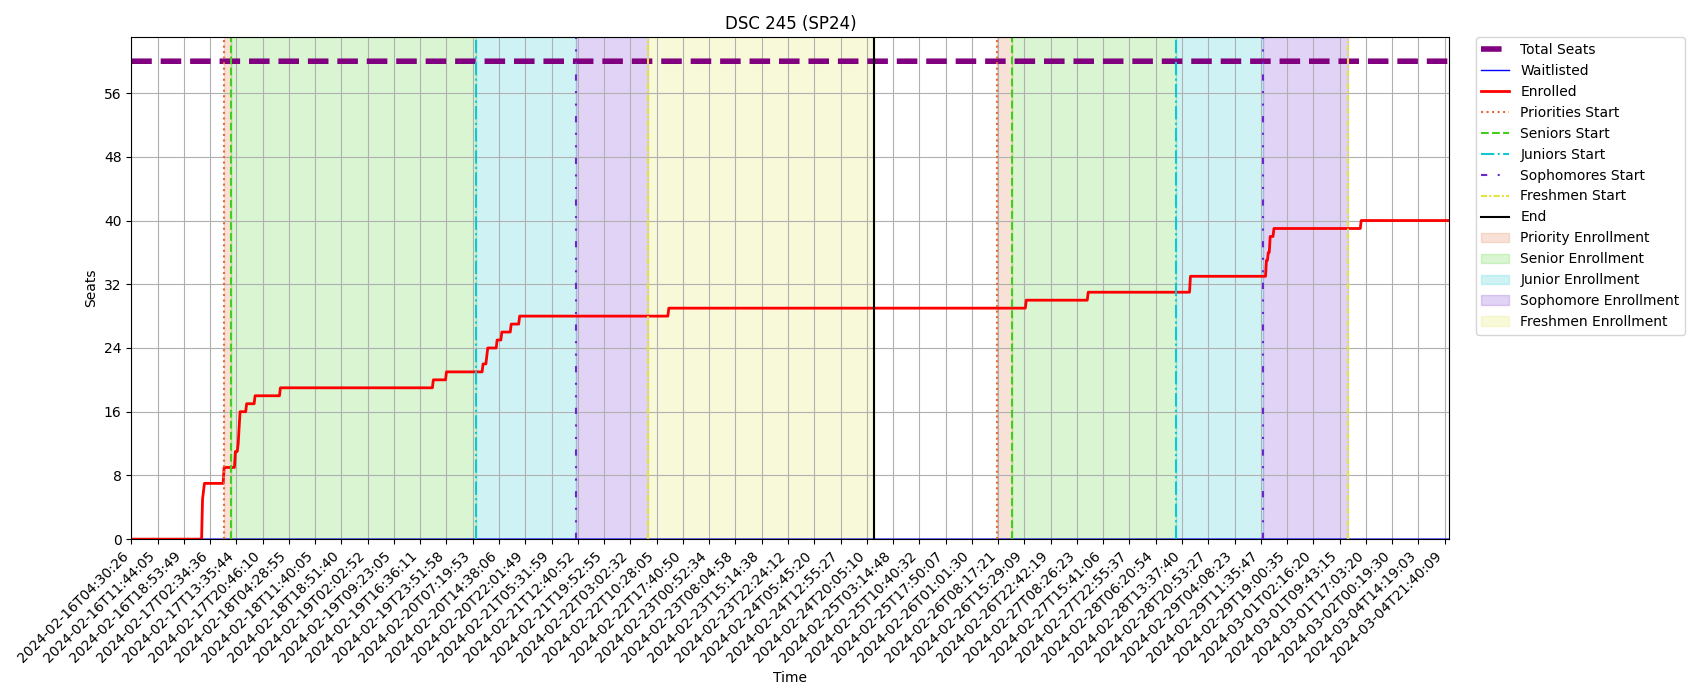 DSC 245 (SP24)
Seats
56
48
40
32
24
16
8
0
2024-02-16T04:30:26
2024-02-16T11:44:05
2024-02-16T18:53:49
2024-02-17T02:34:36
2024-02-17T13:35:44
2024-02-17T20:46:10
2024-02-18T04:28:55
2024-02-18T11:40:05
2024-02-18T18:51:40
2024-02-19T02:02:52
2024-02-19T09:23:05
2024-02-19T16:36:11
2024-02-19T23:51:58
2024-02-20T07:19:53
2024-02-20T14:38:06
2024-02-20T22:01:49
2024-02-21T05:31:59
2024-02-21T12:40:52
2024-02-21T19:52:55
2024-02-22T03:02:32
2024-02-22T10:28:05
2024-02-22T17:40:50
2024-02-23T00:52:34
2024-02-23T08:04:58
2024-02-23T15:14:38
2024-02-23T22:24:12
2024-02-24T05:45:20
2024-02-24T12:55:27
2024-02-24T20:05:10
2024-02-25T03:14:48
2024-02-25T10:40:32
2024-02-25T17:50:07
2024-02-26T01:01:30
2024-02-26T08:17:21
2024-02-26T15:29:09
2024-02-26T22:42:19
2024-02-27T08:26:23
2024-02-27T15:41:06
2024-02-27T22:55:37
2024-02-28T06:20:54
2024-02-28T13:37:40
2024-02-28T20:53:27
2024-02-29T04:08:23
2024-02-29T11:35:47
2024-02-29T19:00:35
2024-03-01T02:16:20
2024-03-01T09:43:15
2024-03-01T17:03:20
2024-03-02T00:19:30
2024-03-04T14:19:03
2024-03-04T21:40:09
Time
Total Seats
Waitlisted
Enrolled
Priorities Start
Seniors Start
Juniors Start
Sophomores Start
Freshmen Start
End
Priority Enrollment
Senior Enrollment
Junior Enrollment
Sophomore Enrollment
Freshmen Enrollment